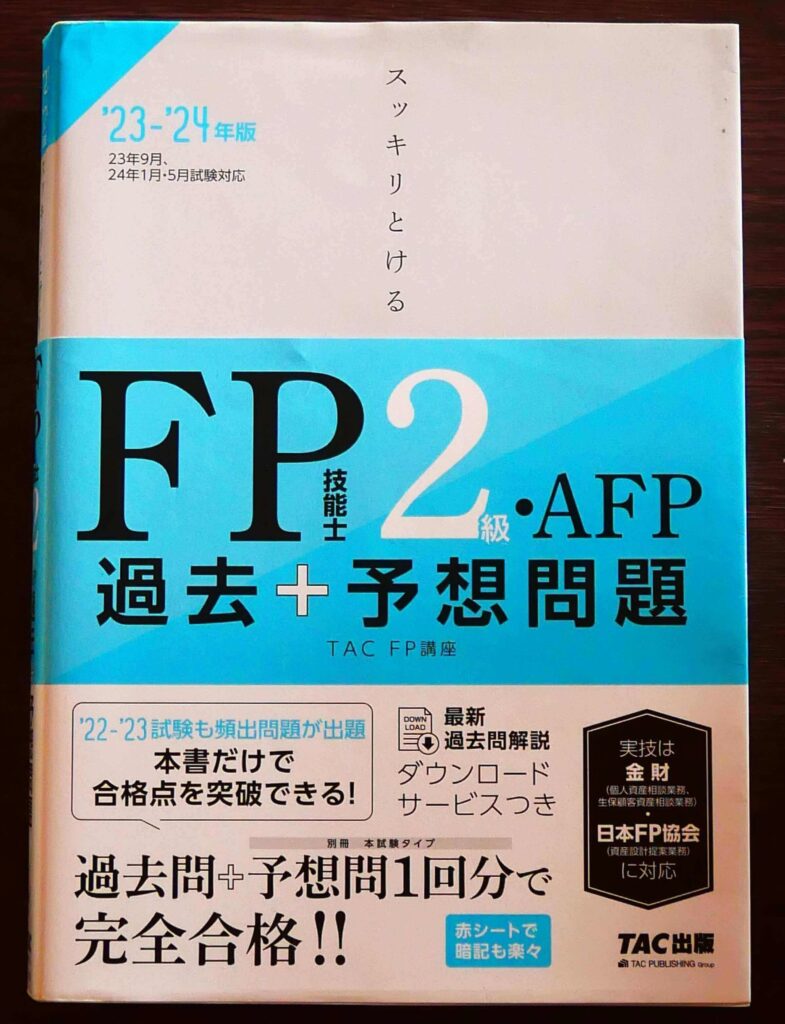 '23-'24年版
23年9月、
24年1月・5月試験対応
スッキリとける
FP技能士2級・AFP
過去+予想問題
TAC FP講座
'22-'23試験も頻出問題が出題
本書だけで
合格点を突破できる!
DOWN
LOAD
最新
過去問解説
ダウンロード
サービスつき
実技は
金財
(個人資産相談業務、
生保顧客資産相談業務)
・
日本FP協会
(資産設計提案業務)
に対応
別冊 本試験タイプ
過去問+予想問1回分で
完全合格!!
赤シートで
暗記も楽々
TAC出版
TAC PUBLISHING Group